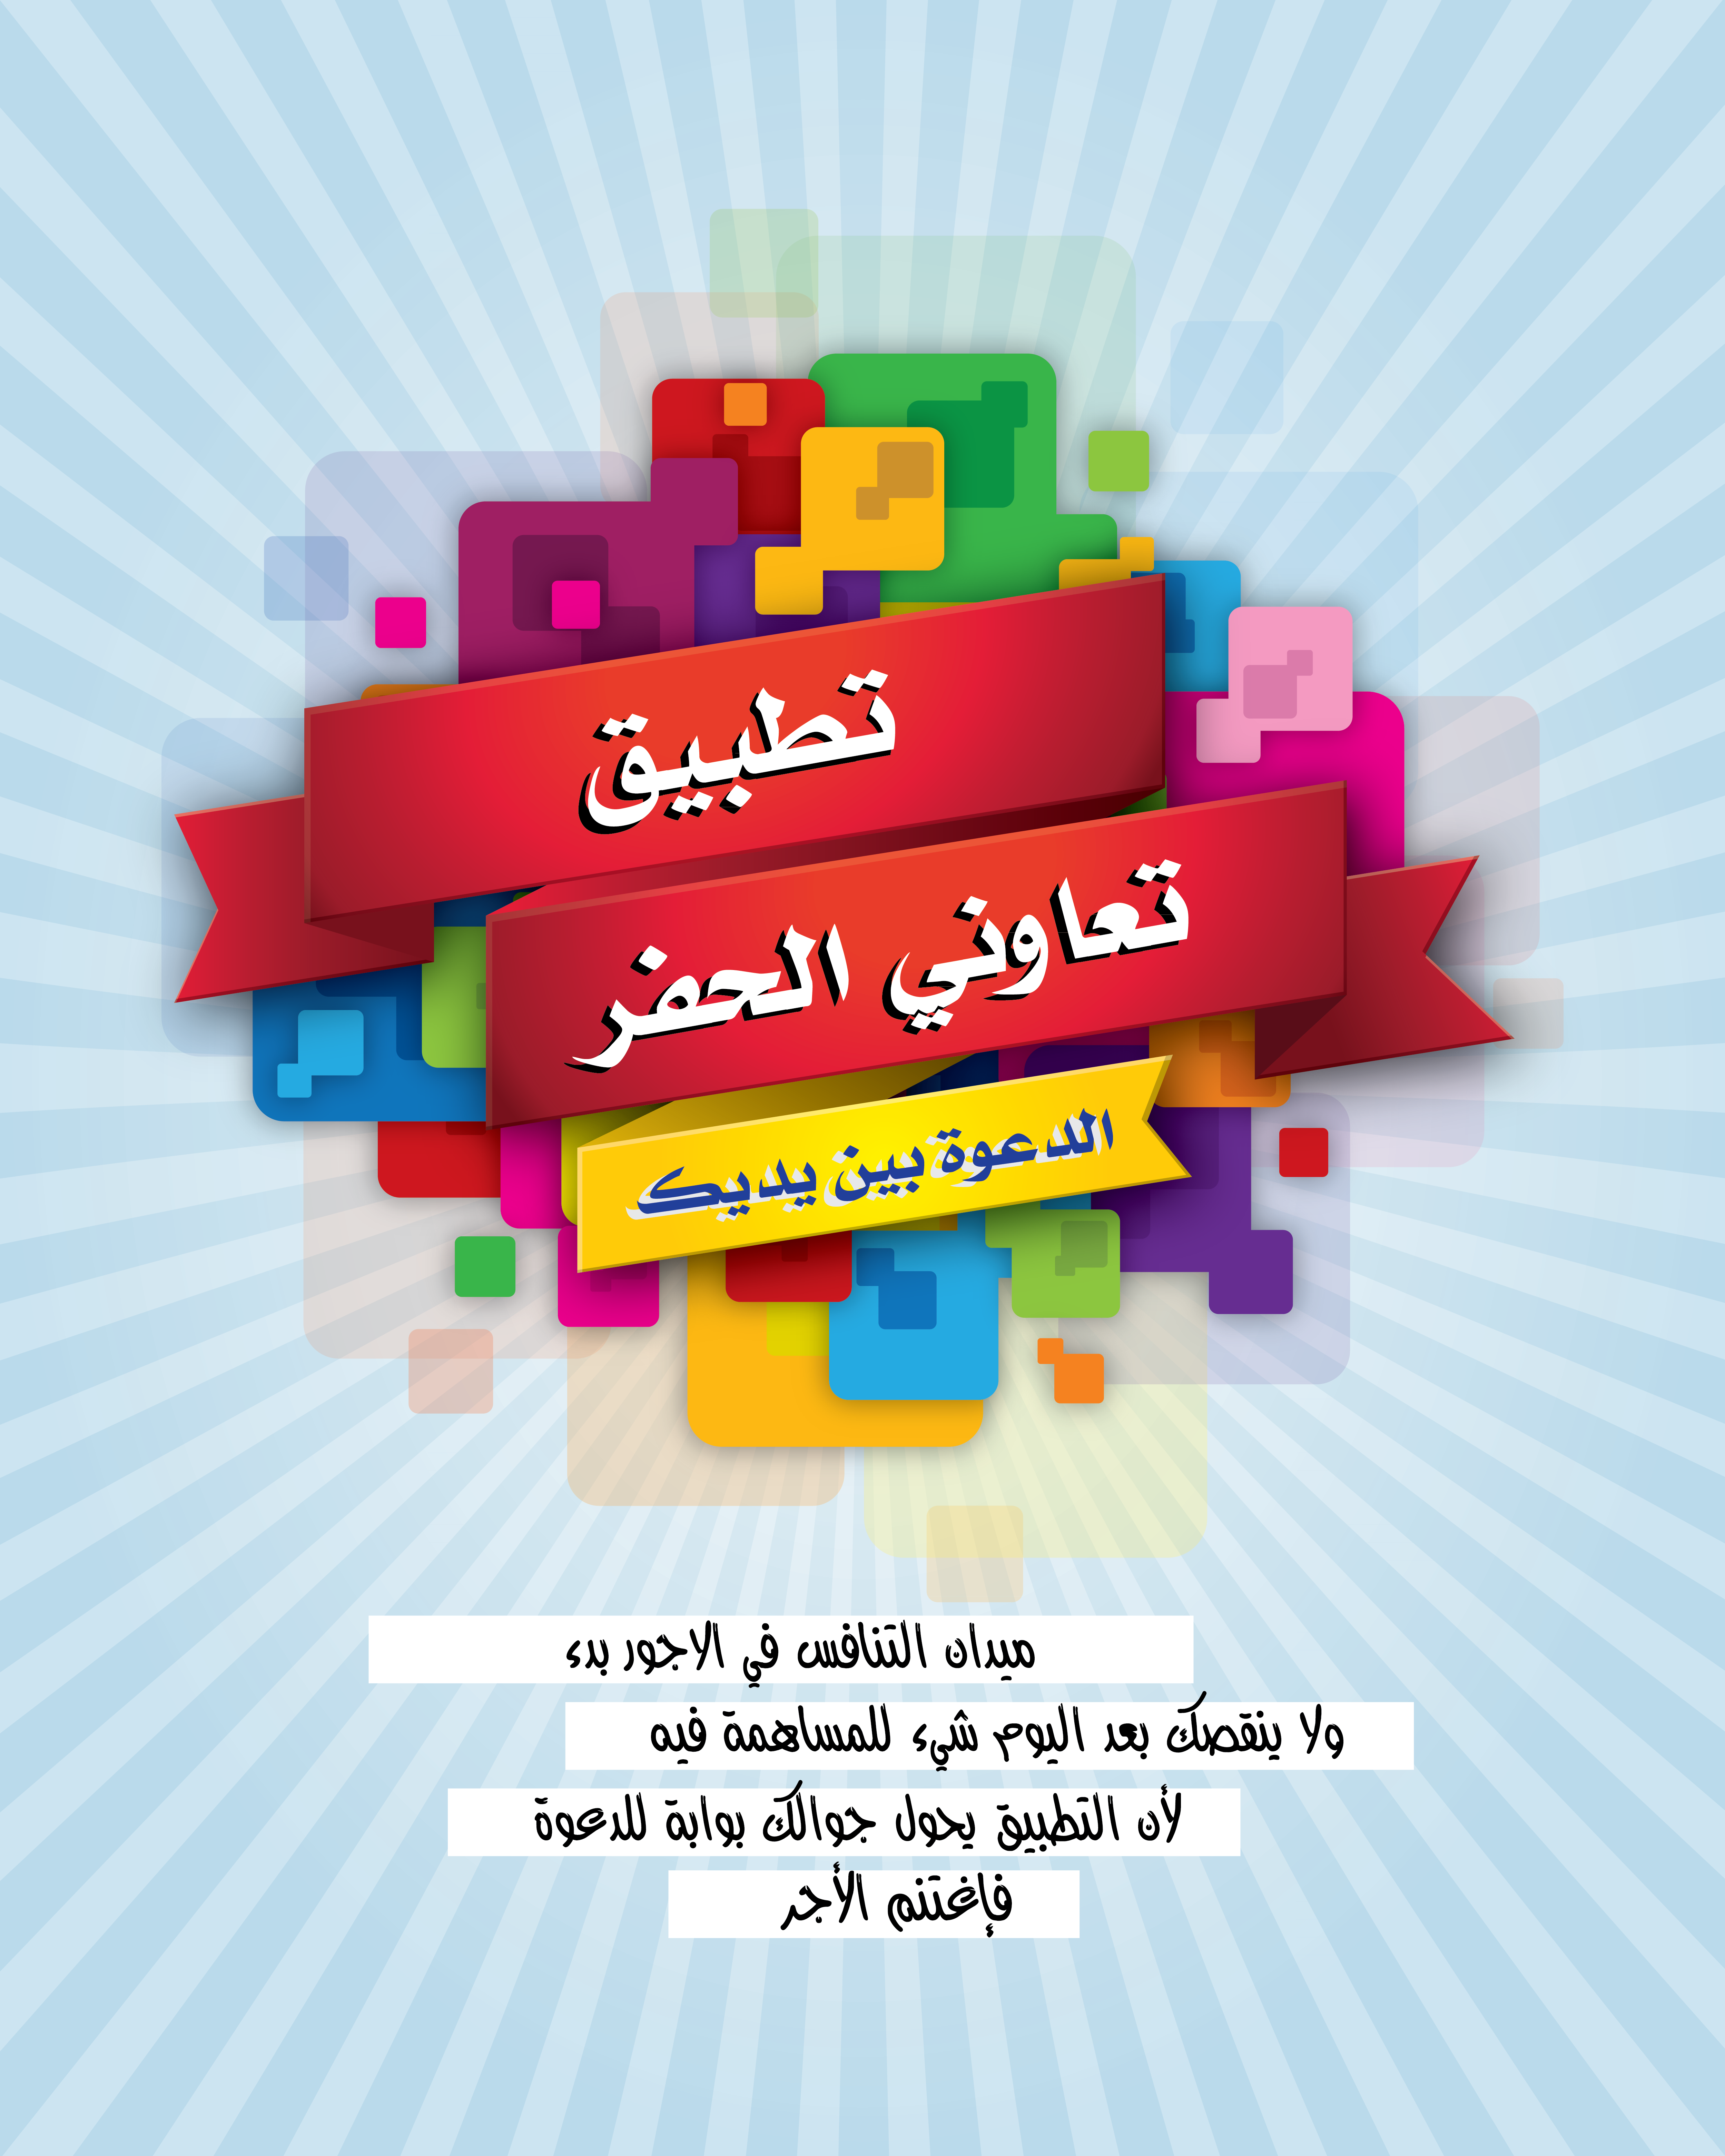 تطبيق
تعاوني الحفر
الدعوة بين يديك
ميدان التنافس في الاجور بدء
ولا ينقصك بعد اليوم شيء للمساهمة فيه
لأن التطبيق يحول جوالك بوابة للدعوة
فإغتنم الأجر